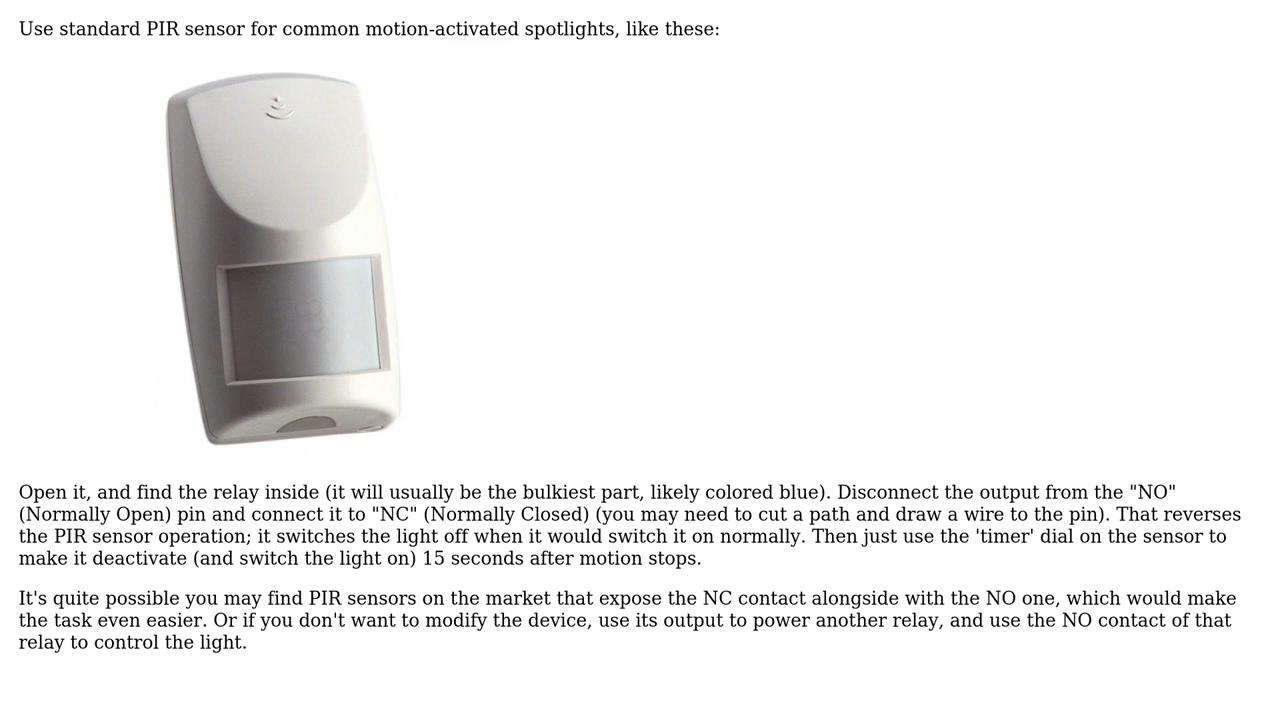 Use standard PIR sensor for common motion-activated spotlights, like these:
Open it, and find the relay inside (it will usually be the bulkiest part, likely colored blue). Disconnect the output from the "NO"
(Normally Open) pin and connect it to "NC" (Normally Closed) (you may need to cut a path and draw a wire to the pin). That reverses
the PIR sensor operation; it switches the light off when it would switch it on normally. Then just use the 'timer' dial on the sensor to
make it deactivate (and switch the light on) 15 seconds after motion stops.
It's quite possible you may find PIR sensors on the market that expose the NC contact alongside with the NO one, which would make
the task even easier. Or if you don't want to modify the device, use its output to power another relay, and use the NO contact of that
relay to control the light.